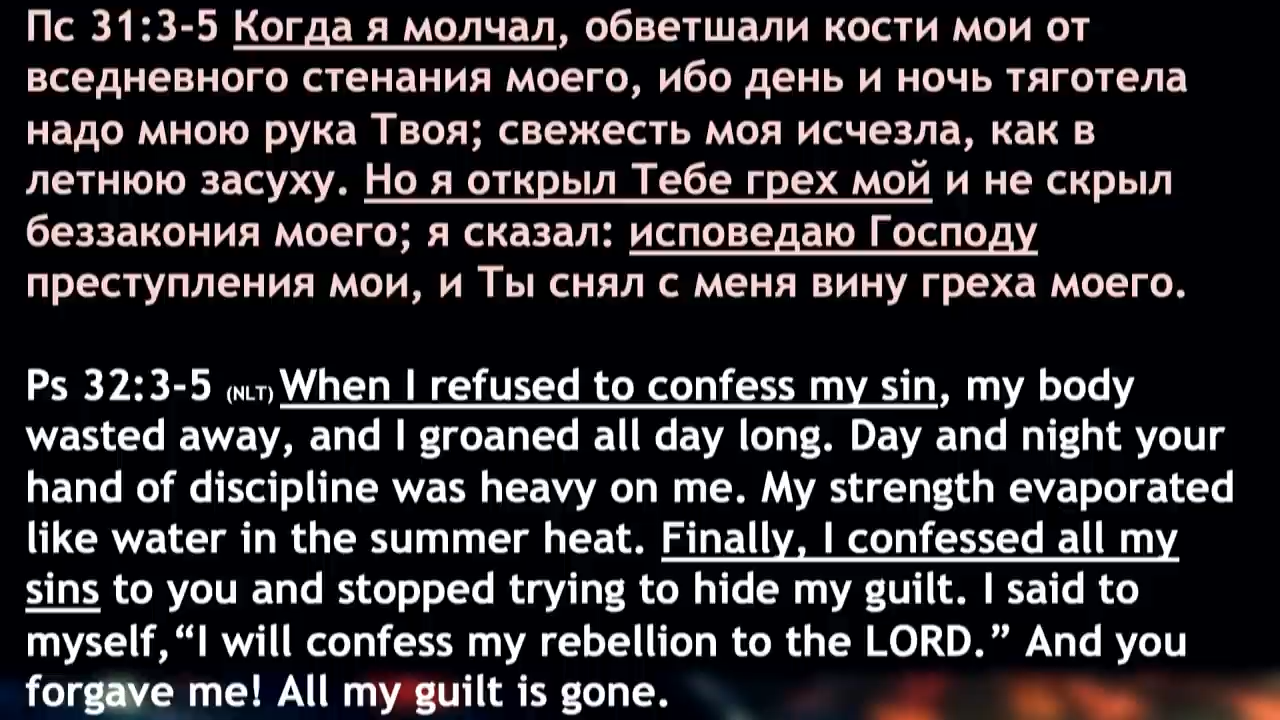 Пс 31:3-5 Когда я молчал, обветшали кости мои от
вседневного стенания моего, ибо день и ночь тяготела
надо мною рука Твоя; свежесть моя исчезла, как в
летнюю засуху. Но я открыл Тебе грех мой и не скрыл
беззакония моего; я сказал: исповедаю Господу
преступления мои, и Ты снял с меня вину греха моего.
Ps 32:3-5 (NLT) When I refused to confess my sin, my body
wasted away, and I groaned all day long. Day and night your
hand of discipline was heavy on me. My strength evaporated
like water in the summer heat. Finally, I confessed all my
sins to you and stopped trying to hide my guilt. I said to
myself,“I will confess my rebellion to the LORD.” And you
forgave me! All my guilt is gone.